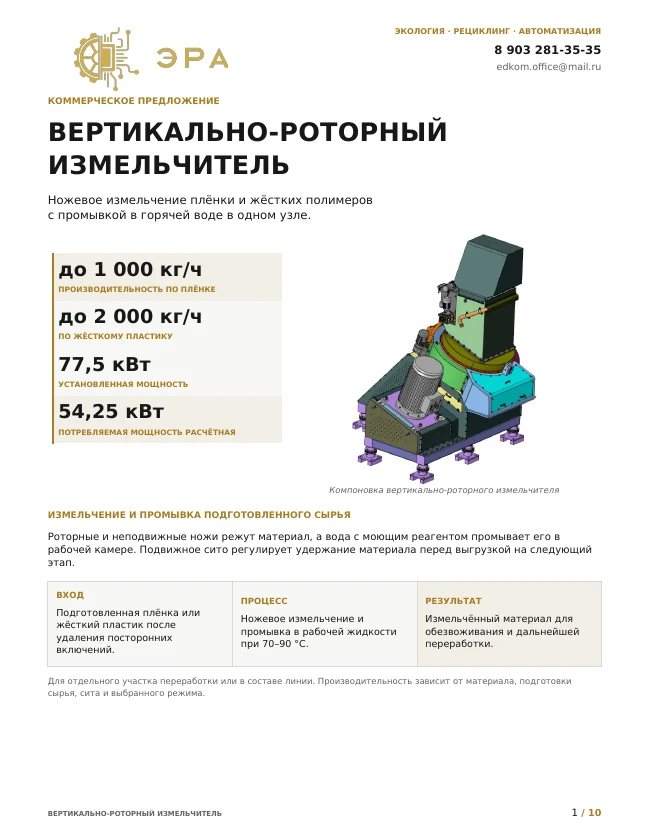 ЭРА
ЭКОЛОГИЯ · РЕЦИКЛИНГ · АВТОМАТИЗАЦИЯ
8 903 281-35-35
edkom.office@mail.ru
КОММЕРЧЕСКОЕ ПРЕДЛОЖЕНИЕ
ВЕРТИКАЛЬНО-РОТОРНЫЙ
ИЗМЕЛЬЧИТЕЛЬ
Ножевое измельчение плёнки и жёстких полимеров
с промывкой в горячей воде в одном узле.
до 1 000 кг/ч
ПРОИЗВОДИТЕЛЬНОСТЬ ПО ПЛЁНКЕ
до 2 000 кг/ч
ПО ЖЁСТКОМУ ПЛАСТИКУ
77,5 кВт
УСТАНОВЛЕННАЯ МОЩНОСТЬ
54,25 кВт
ПОТРЕБЛЯЕМАЯ МОЩНОСТЬ РАСЧЁТНАЯ
Компоновка вертикально-роторного измельчителя
ИЗМЕЛЬЧЕНИЕ И ПРОМЫВКА ПОДГОТОВЛЕННОГО СЫРЬЯ
Роторные и неподвижные ножи режут материал, а вода с моющим реагентом промывает его в
рабочей камере. Подвижное сито регулирует удержание материала перед выгрузкой на следующий
этап.
ВХОД
Подготовленная плёнка или
жёсткий пластик после
удаления посторонних
включений.
ПРОЦЕСС
Ножевое измельчение и
промывка в рабочей жидкости
при 70–90 °C.
РЕЗУЛЬТАТ
Измельчённый материал для
обезвоживания и дальнейшей
переработки.
Для отдельного участка переработки или в составе линии. Производительность зависит от материала, подготовки
сырья, сита и выбранного режима.
ВЕРТИКАЛЬНО-РОТОРНЫЙ ИЗМЕЛЬЧИТЕЛЬ
1 / 10